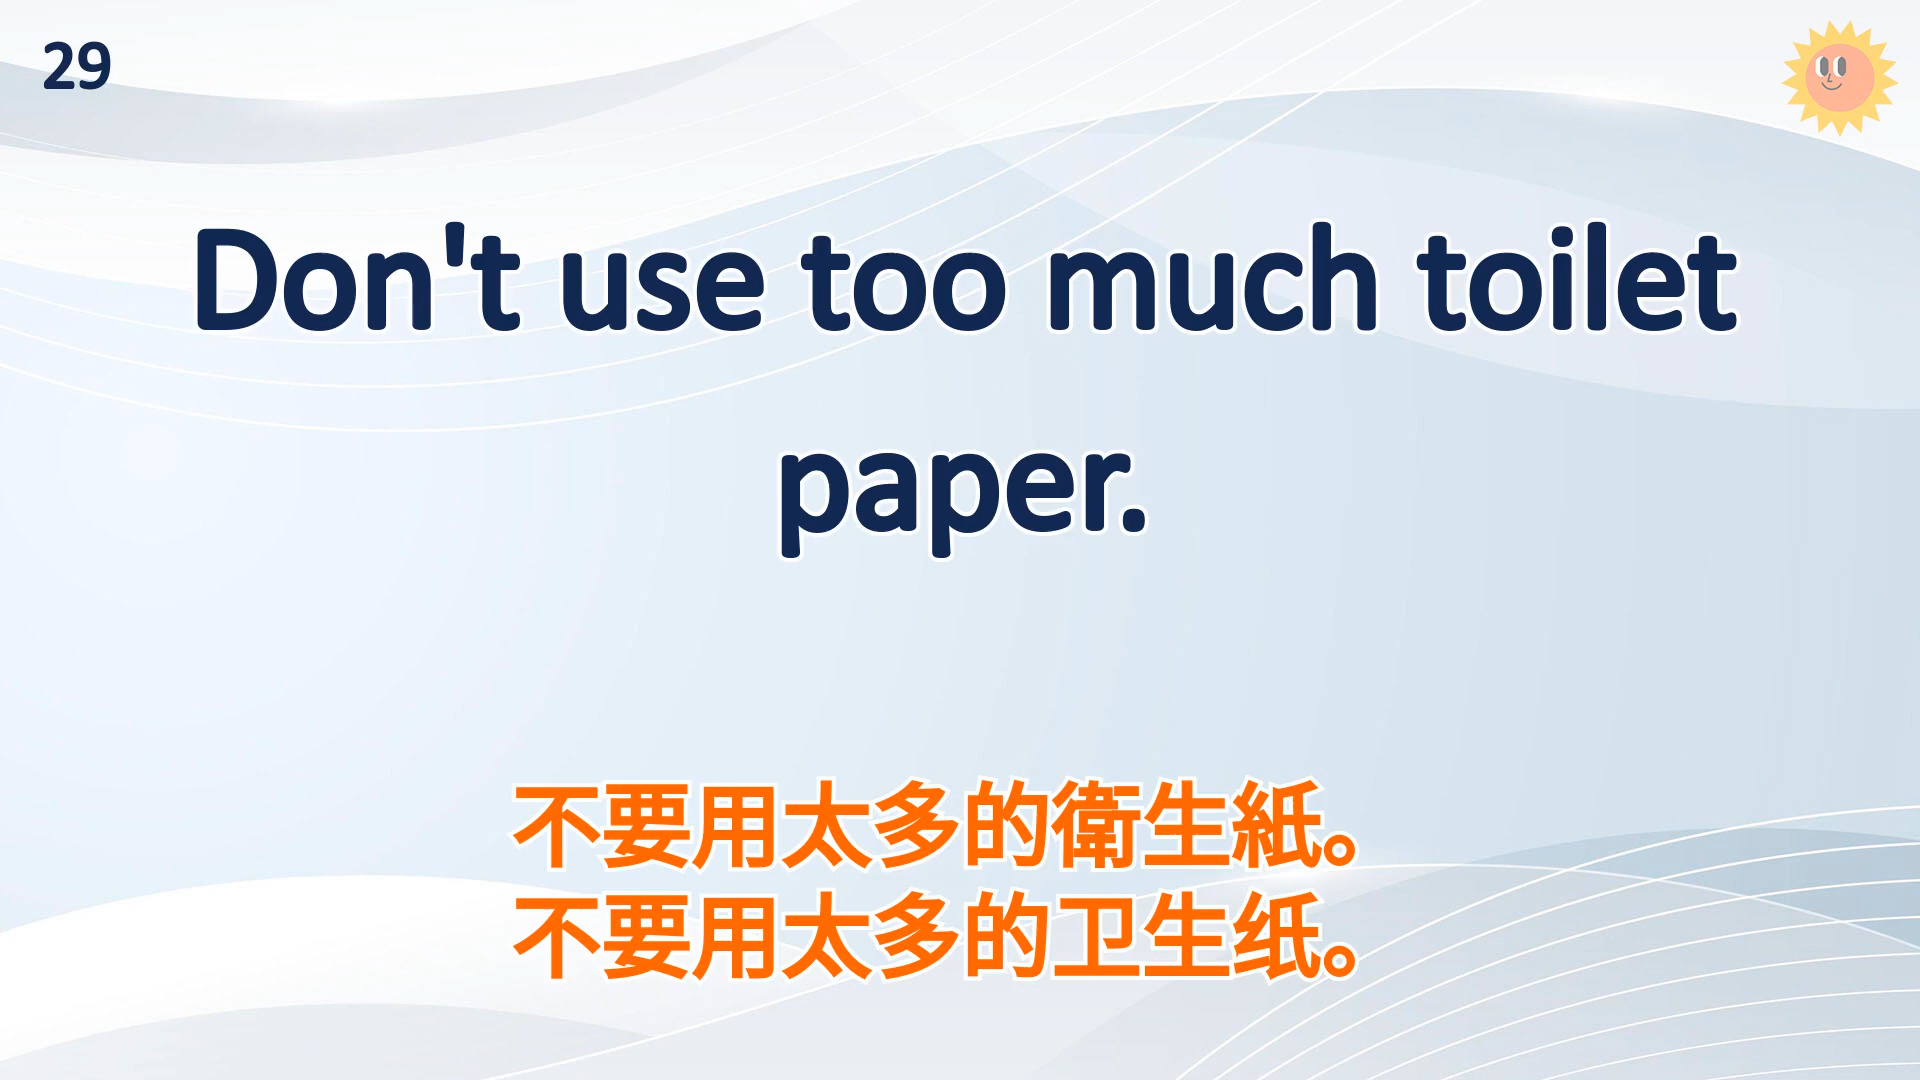 29
Don't use too much toilet
paper.
不要用太多的衛生紙。
不要用太多的卫生纸。